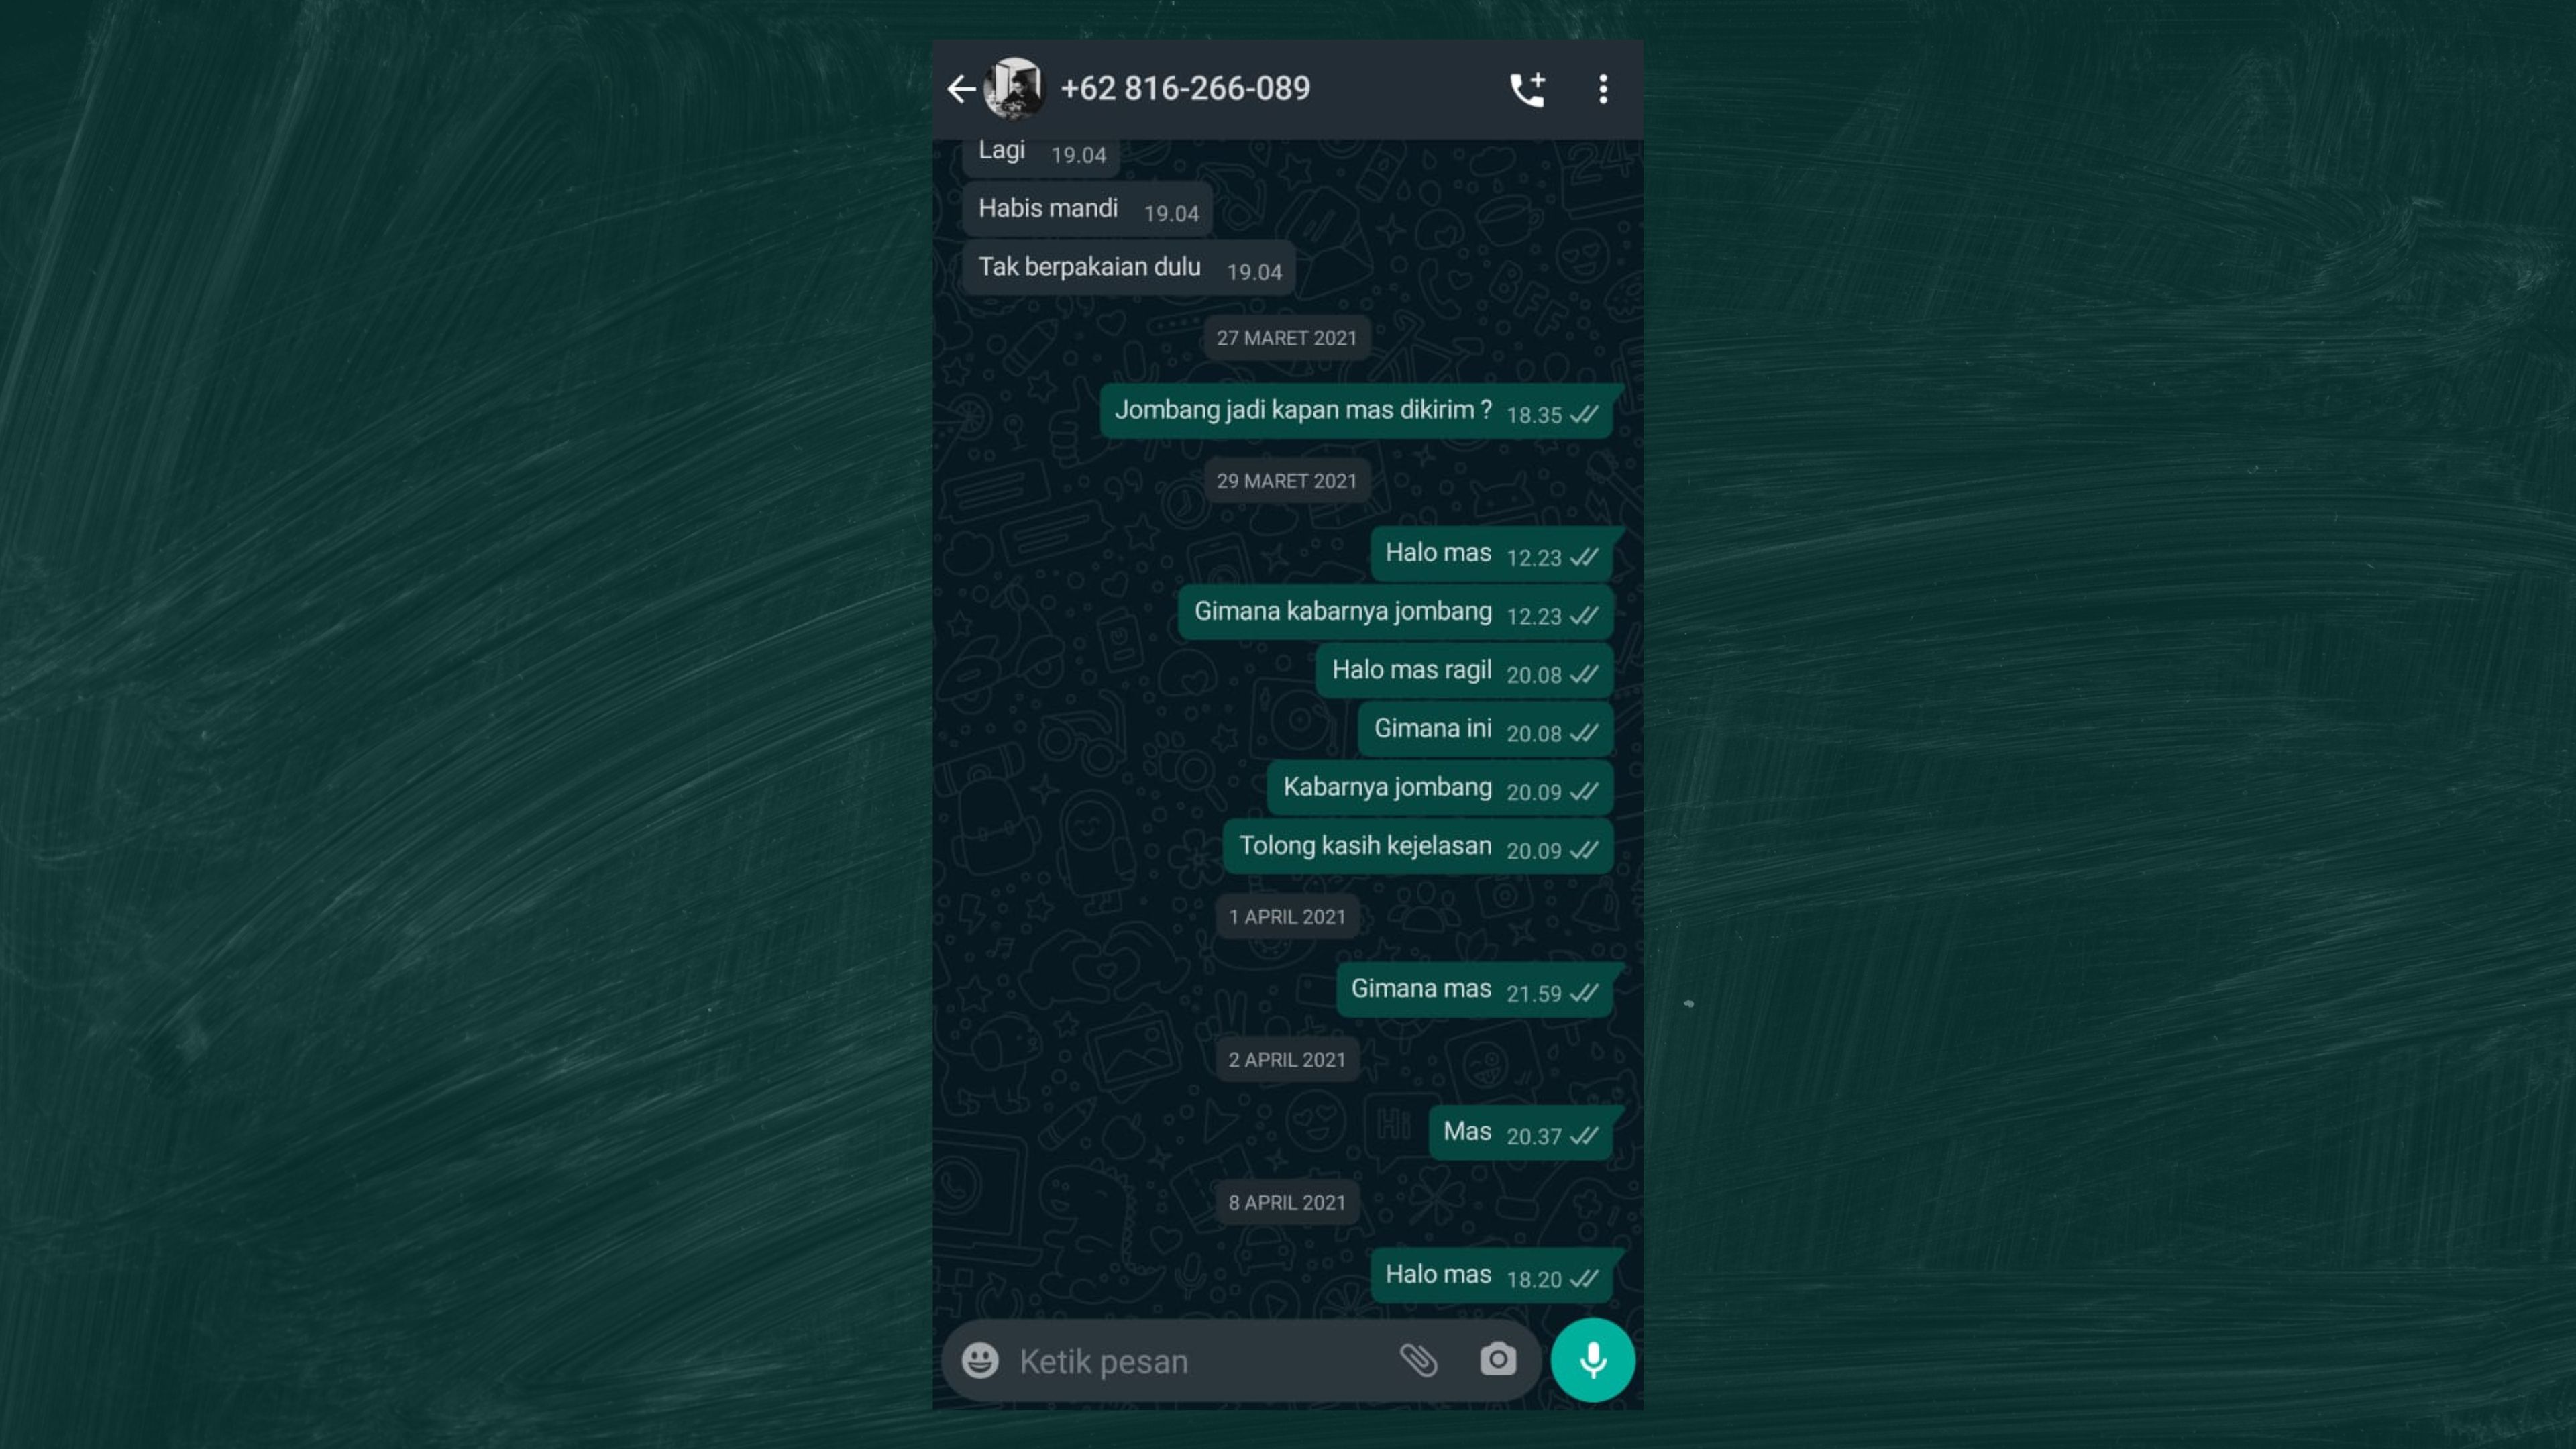 +62 816-266-089
Lagi 19.04
Habis mandi 19.04
Tak berpakaian dulu 19.04
27 MARET 2021
Jombang jadi kapan mas dikirim ? 18.35
29 MARET 2021
Halo mas 12.23
Gimana kabarnya jombang 12.23
Halo mas ragil 20.08
Gimana ini 20.08
Kabarnya jombang 20.09
Tolong kasih kejelasan 20.09
1 APRIL 2021
Gimana mas 21.59
2 APRIL 2021
Mas 20.37
8 APRIL 2021
Halo mas 18.20
Ketik pesan